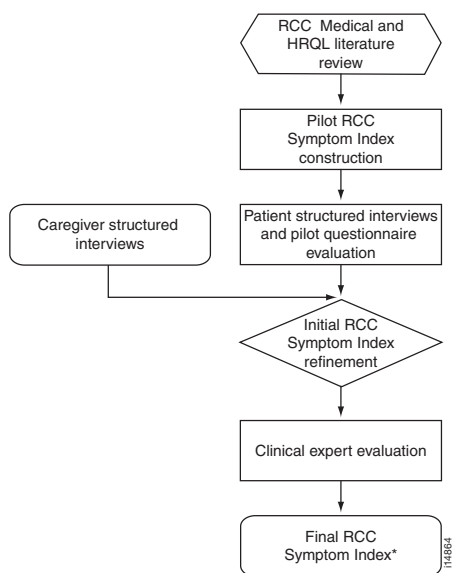 RCC Medical and
HRQL literature
review
Pilot RCC
Symptom Index
construction
Caregiver structured
interviews
Patient structured interviews
and pilot questionnaire
evaluation
Initial RCC
Symptom Index
refinement
Clinical expert evaluation
Final RCC
Symptom Index*
i14864